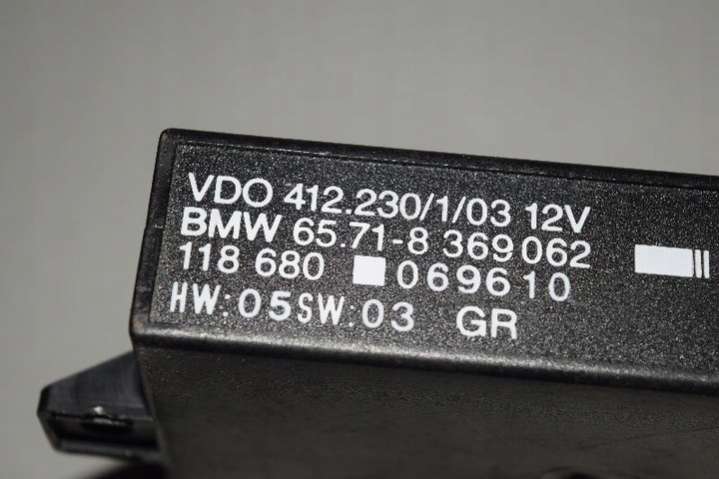 VDO 412.230/1/03 12V
BMW 65.71-8 369 062
118 680 069610
HW:05SW:03 GR